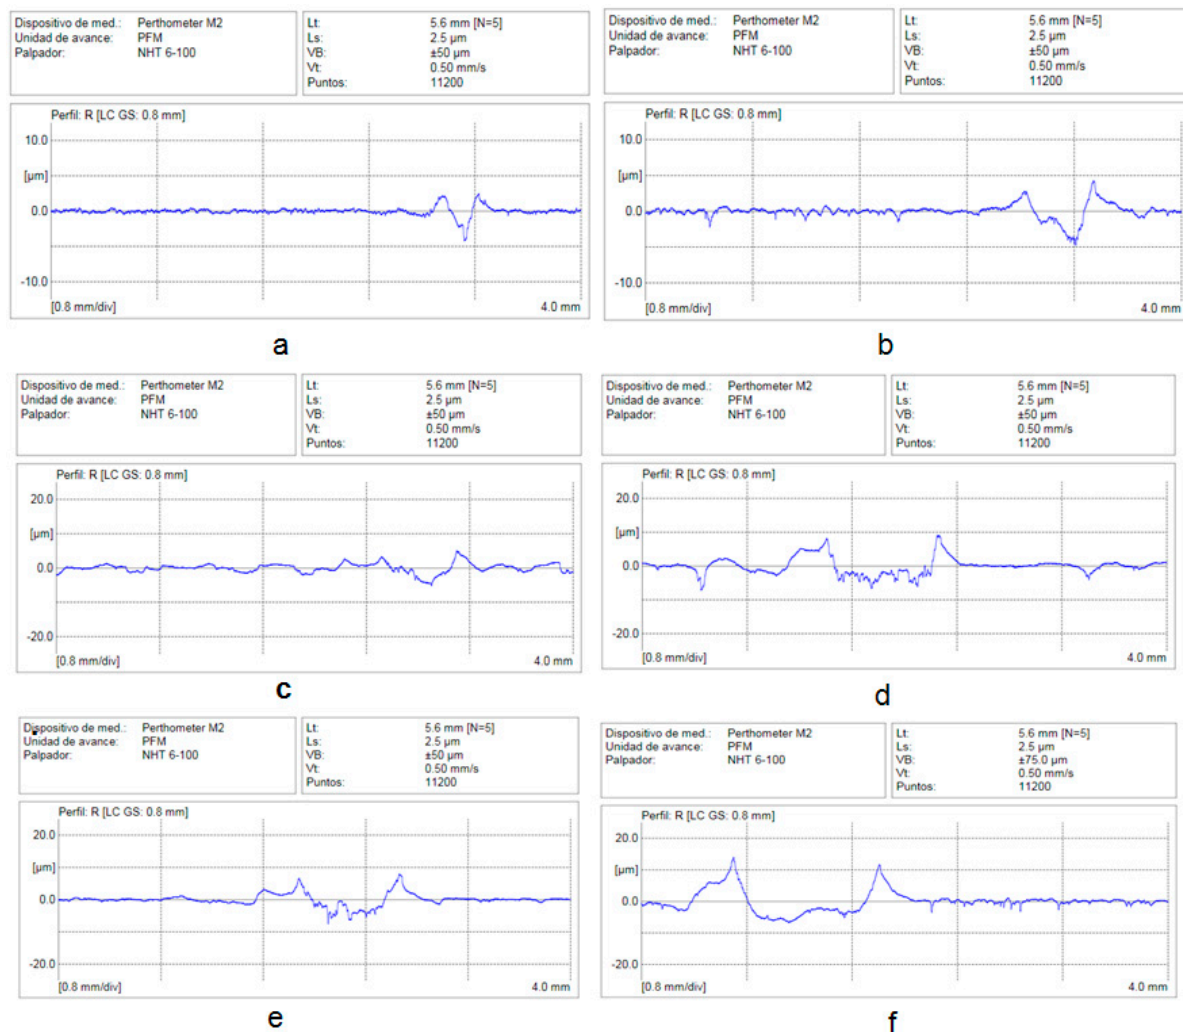 Dispositivo de med.: Perthometer M2
Unidad de avance: PFM
Palpador: NHT 6-100
Lt: 5.6 mm [N=5]
Ls: 2.5 µm
VB: ±50 µm
Vt: 0.50 mm/s
Puntos: 11200
Perfil: R [LC GS: 0.8 mm]
10.0
[µm]
0.0
-10.0
[0.8 mm/div] 4.0 mm
a
Dispositivo de med.: Perthometer M2
Unidad de avance: PFM
Palpador: NHT 6-100
Lt: 5.6 mm [N=5]
Ls: 2.5 µm
VB: ±50 µm
Vt: 0.50 mm/s
Puntos: 11200
Perfil: R [LC GS: 0.8 mm]
10.0
[µm]
0.0
-10.0
[0.8 mm/div] 4.0 mm
b
Dispositivo de med.: Perthometer M2
Unidad de avance: PFM
Palpador: NHT 6-100
Lt: 5.6 mm [N=5]
Ls: 2.5 µm
VB: ±50 µm
Vt: 0.50 mm/s
Puntos: 11200
Perfil: R [LC GS: 0.8 mm]
20.0
[µm]
0.0
-20.0
[0.8 mm/div] 4.0 mm
c
Dispositivo de med.: Perthometer M2
Unidad de avance: PFM
Palpador: NHT 6-100
Lt: 5.6 mm [N=5]
Ls: 2.5 µm
VB: ±50 µm
Vt: 0.50 mm/s
Puntos: 11200
Perfil: R [LC GS: 0.8 mm]
20.0
[µm]
0.0
-20.0
[0.8 mm/div] 4.0 mm
d
Dispositivo de med.: Perthometer M2
Unidad de avance: PFM
Palpador: NHT 6-100
Lt: 5.6 mm [N=5]
Ls: 2.5 µm
VB: ±50 µm
Vt: 0.50 mm/s
Puntos: 11200
Perfil: R [LC GS: 0.8 mm]
20.0
[µm]
0.0
-20.0
[0.8 mm/div] 4.0 mm
e
Dispositivo de med.: Perthometer M2
Unidad de avance: PFM
Palpador: NHT 6-100
Lt: 5.6 mm [N=5]
Ls: 2.5 µm
VB: ±75.0 µm
Vt: 0.50 mm/s
Puntos: 11200
Perfil: R [LC GS: 0.8 mm]
20.0
[µm]
0.0
-20.0
[0.8 mm/div] 4.0 mm
f